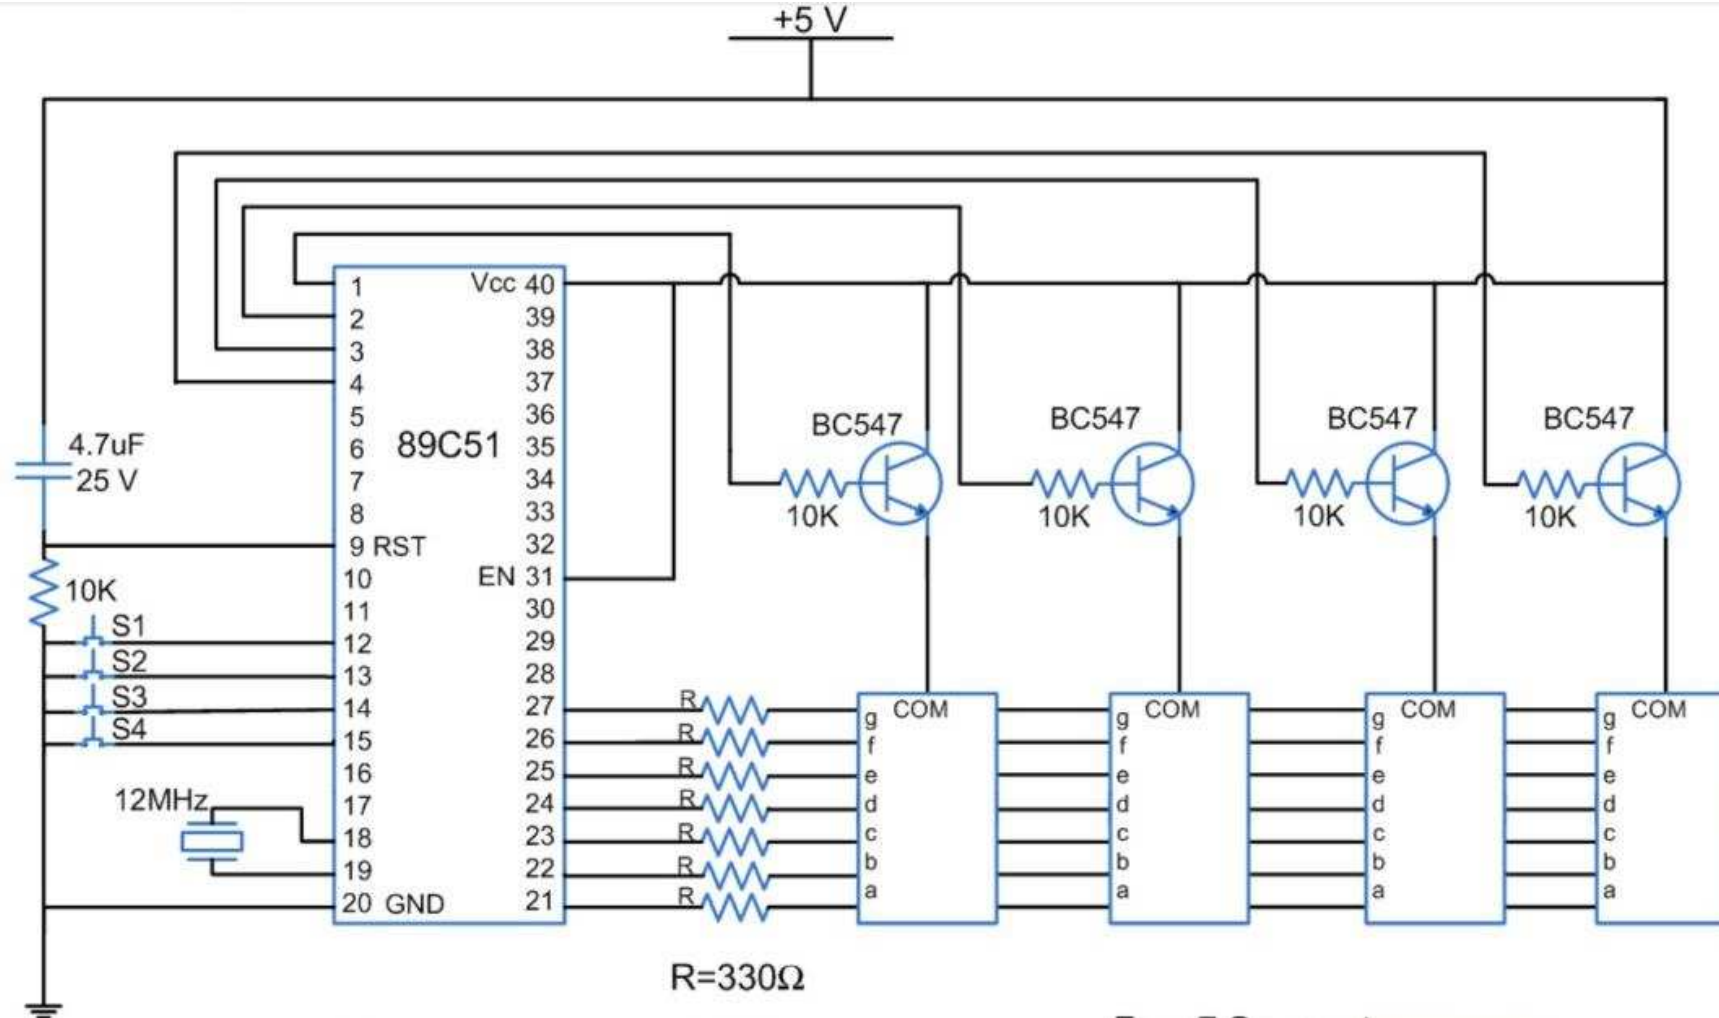 +5 V
1
2
3
4
5
6
7
8
9 RST
10
11
12
13
14
15
16
17
18
19
20 GND
89C51
Vcc 40
39
38
37
36
35
34
33
32
EN 31
30
29
28
27
26
25
24
23
22
21
4.7uF
25 V
10K
S1
S2
S3
S4
12MHz
BC547
10K
BC547
10K
BC547
10K
BC547
10K
R
R
R
R
R
R
R
COM
g
f
e
d
c
b
a
COM
g
f
e
d
c
b
a
COM
g
f
e
d
c
b
a
COM
g
f
e
d
c
b
a
R=330Ω